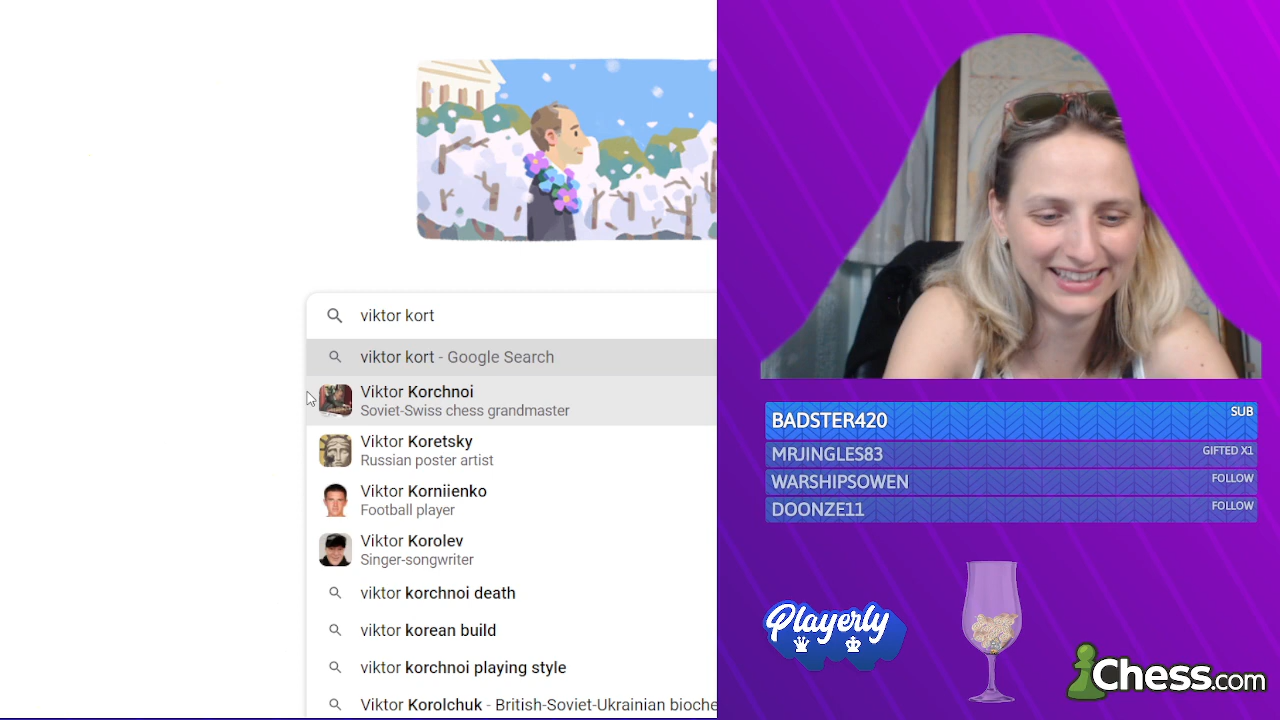 viktor kort
viktor kort - Google Search
Viktor Korchnoi
Soviet-Swiss chess grandmaster
Viktor Koretsky
Russian poster artist
Viktor Korniienko
Football player
Viktor Korolev
Singer-songwriter
viktor korchnoi death
viktor korean build
viktor korchnoi playing style
Viktor Korolchuk - British-Soviet-Ukrainian bioche
BADSTER420 SUB
MRJINGLES83 GIFTED X1
WARSHIPSOWEN FOLLOW
DOONZE11 FOLLOW
Playerly
Chess.com